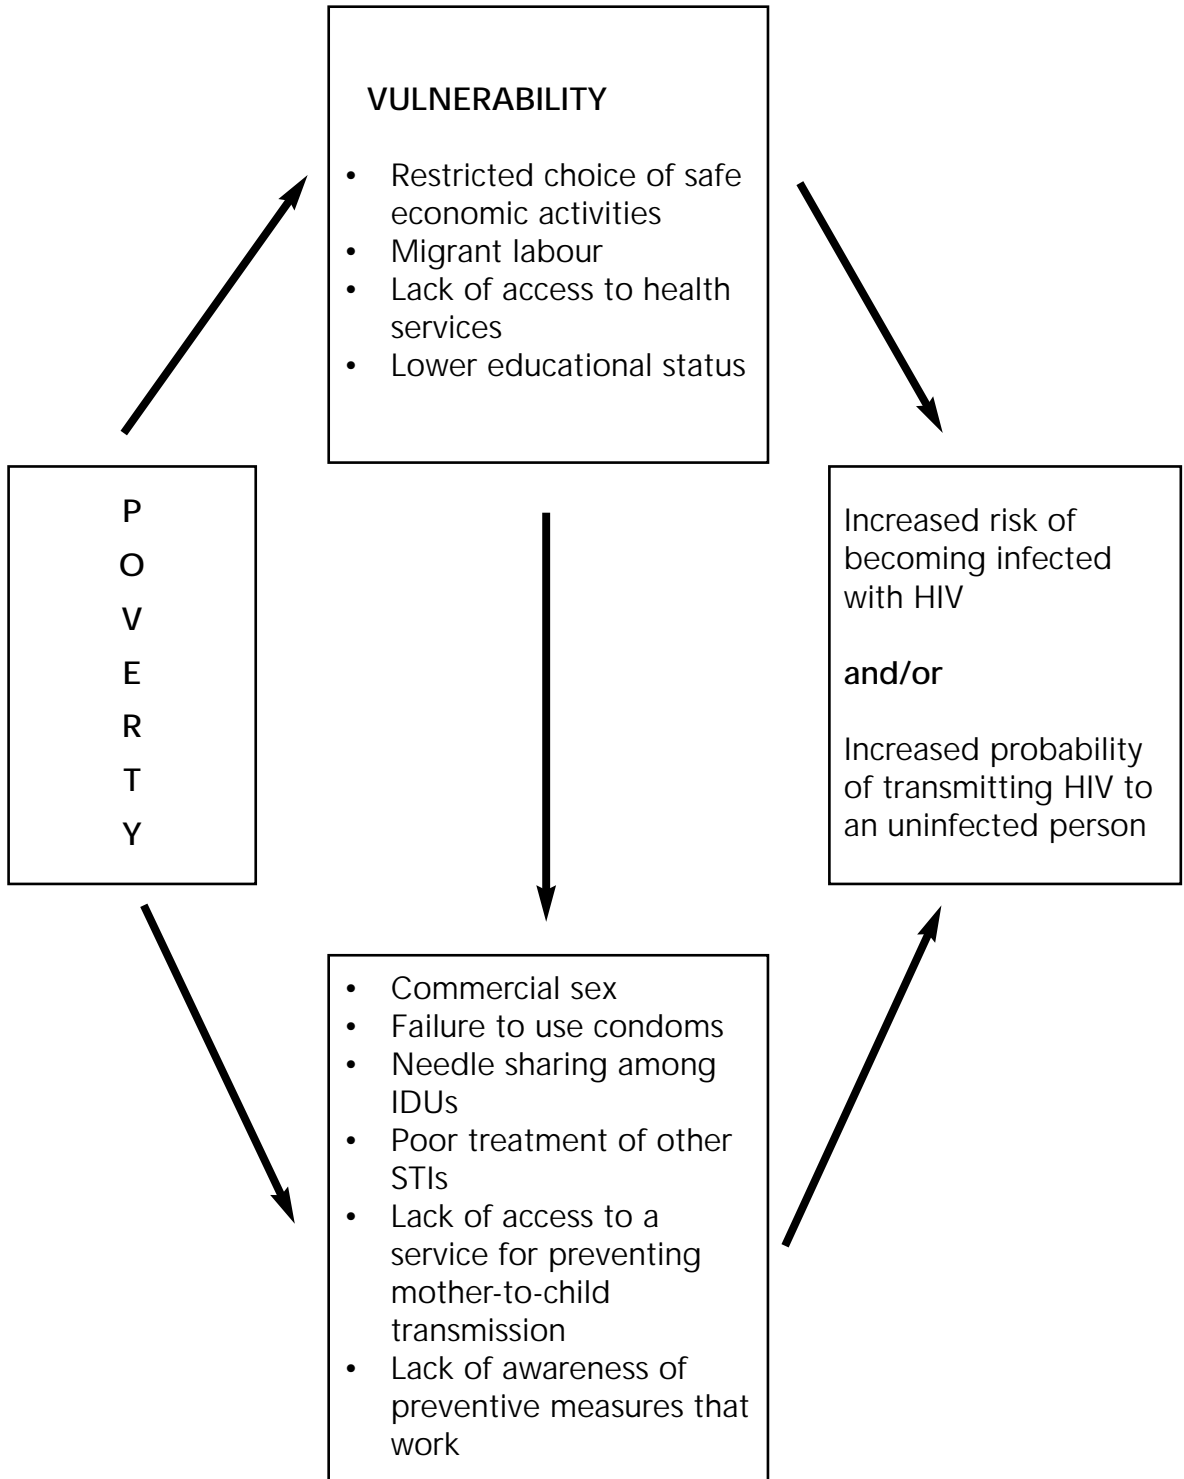 VULNERABILITY
• Restricted choice of safe
economic activities
• Migrant labour
• Lack of access to health
services
• Lower educational status
P
O
V
E
R
T
Y
Increased risk of
becoming infected
with HIV
and/or
Increased probability
of transmitting HIV to
an uninfected person
• Commercial sex
• Failure to use condoms
• Needle sharing among
IDUs
• Poor treatment of other
STIs
• Lack of access to a
service for preventing
mother-to-child
transmission
• Lack of awareness of
preventive measures that
work